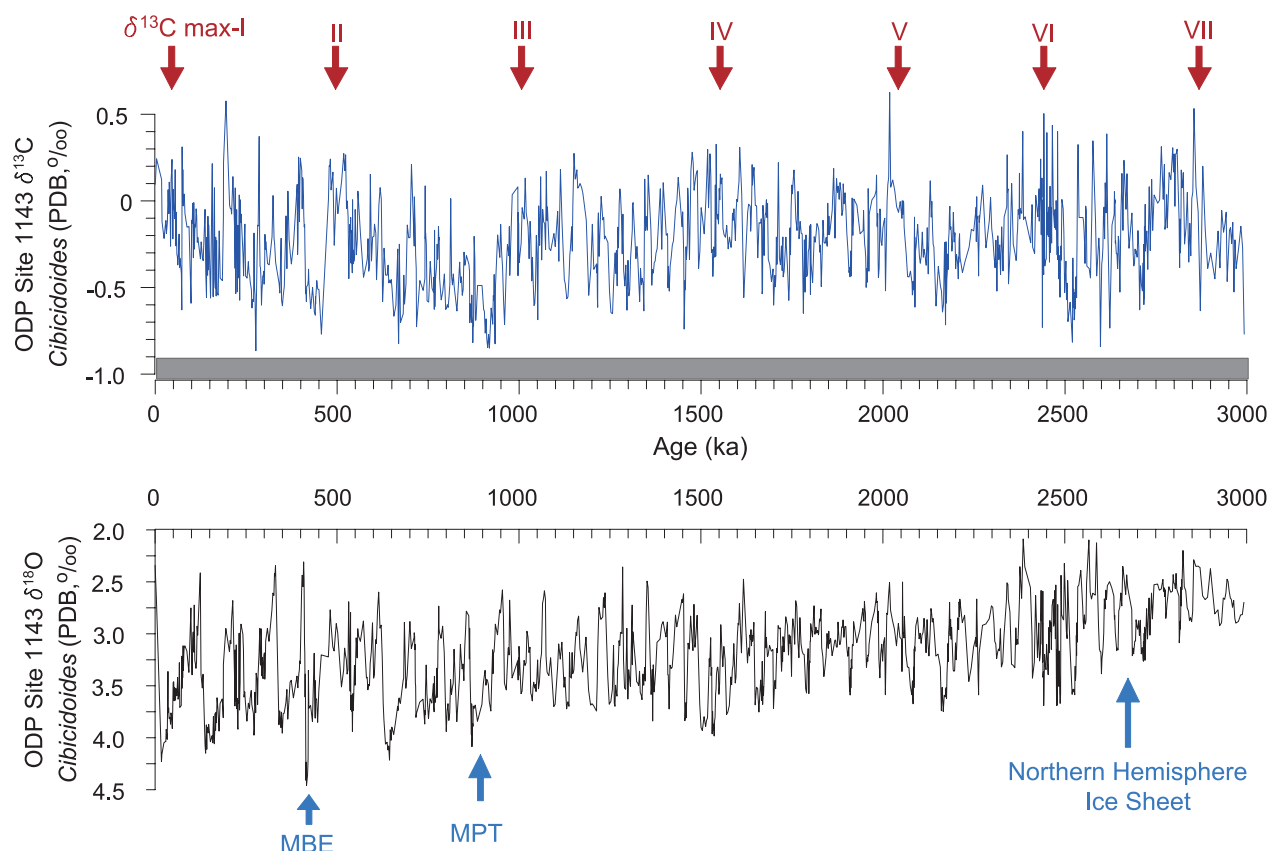 δ13C max-I II III IV V VI VII
ODP Site 1143 δ13C
Cibicidoides (PDB,o/oo)
0.5
0
-0.5
-1.0
0 500 1000 1500 2000 2500 3000
Age (ka)
0 500 1000 1500 2000 2500 3000
ODP Site 1143 δ18O
Cibicidoides (PDB,o/oo)
2.0
2.5
3.0
3.5
4.0
4.5
MBE
MPT
Northern Hemisphere
Ice Sheet